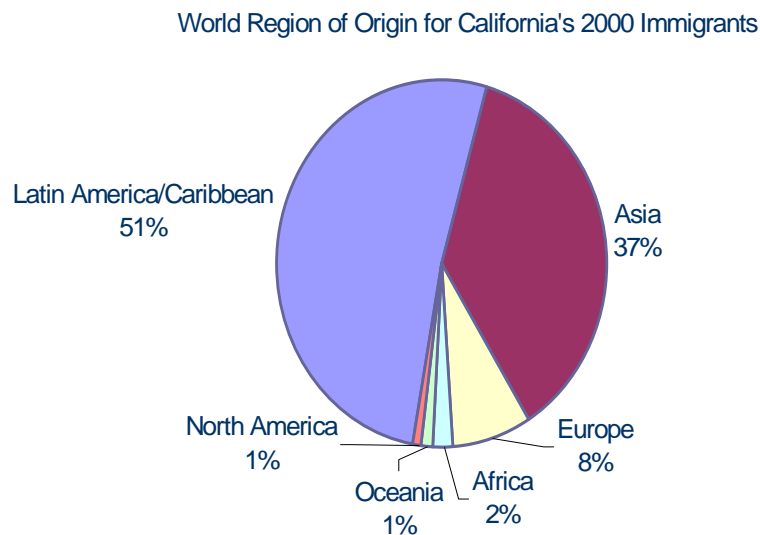 World Region of Origin for California's 2000 Immigrants
Latin America/Caribbean
51%
Asia
37%
North America
1%
Europe
8%
Oceania
1%
Africa
2%